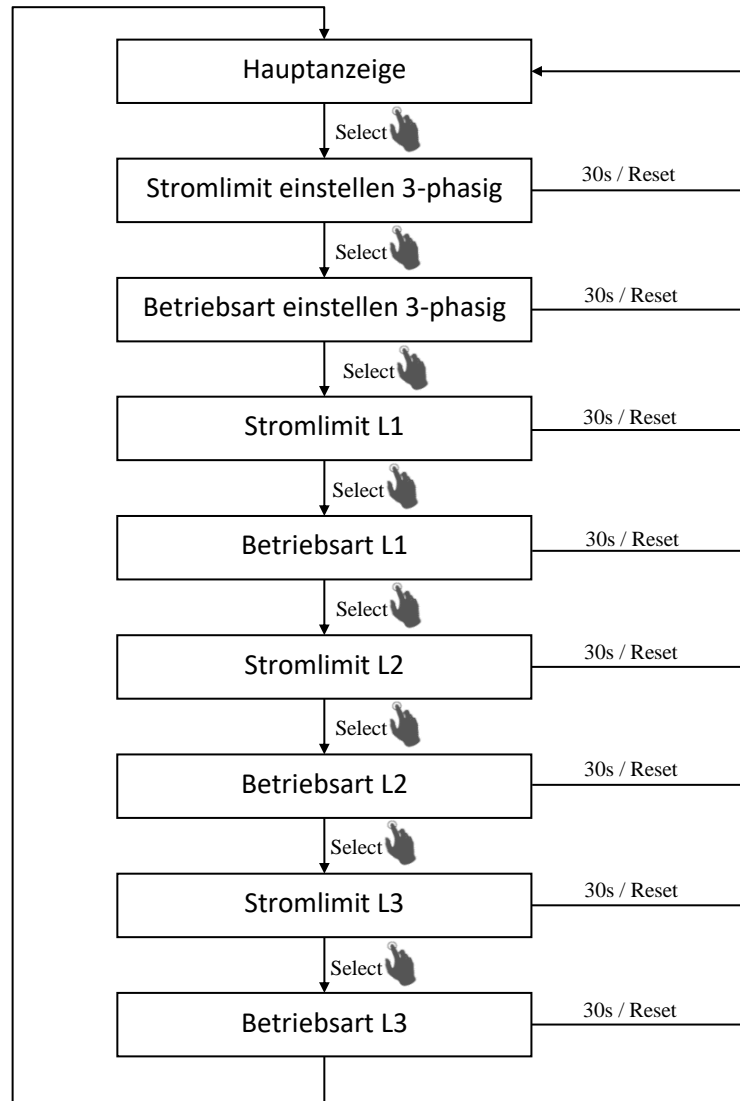 Hauptanzeige
Select
Stromlimit einstellen 3-phasig
30s / Reset
Select
Betriebsart einstellen 3-phasig
30s / Reset
Select
Stromlimit L1
30s / Reset
Select
Betriebsart L1
30s / Reset
Select
Stromlimit L2
30s / Reset
Select
Betriebsart L2
30s / Reset
Select
Stromlimit L3
30s / Reset
Select
Betriebsart L3
30s / Reset